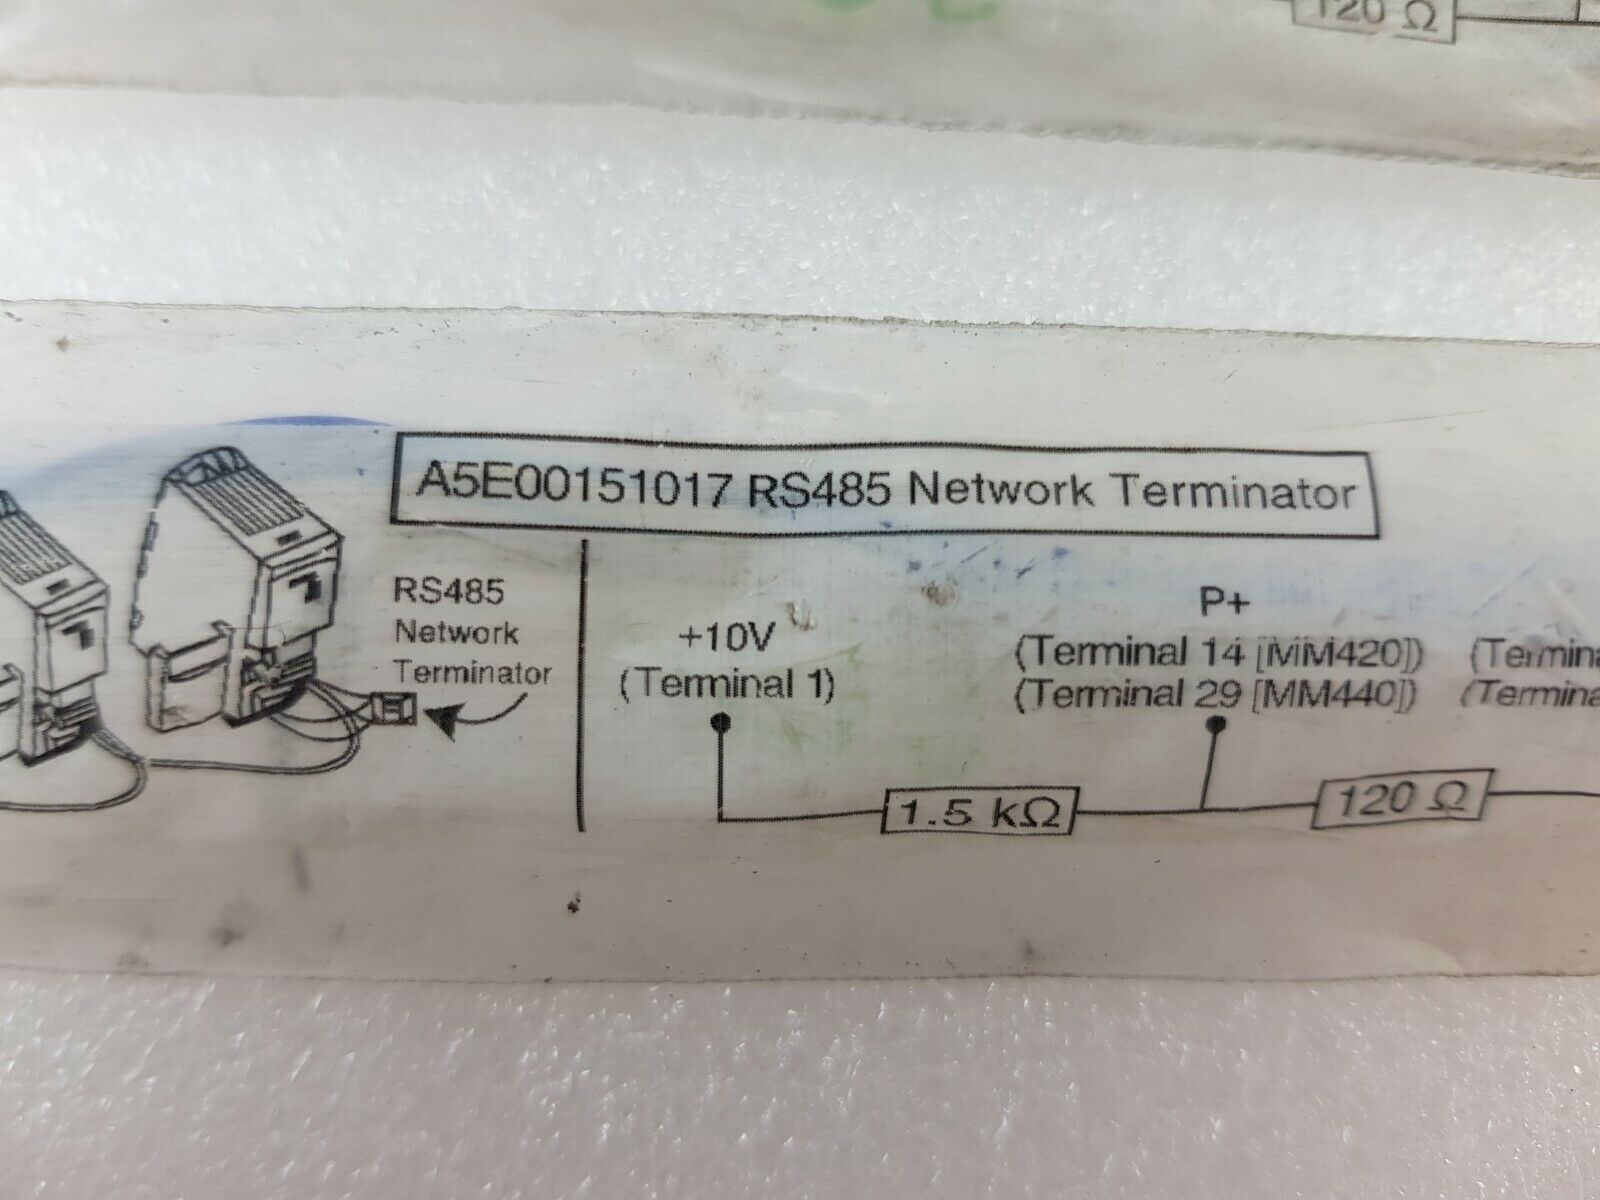 120 Ω
A5E00151017 RS485 Network Terminator
RS485
Network
Terminator
+10V
(Terminal 1)
P+
(Terminal 14 [MM420])
(Terminal 29 [MM440])
1.5 kΩ
120 Ω